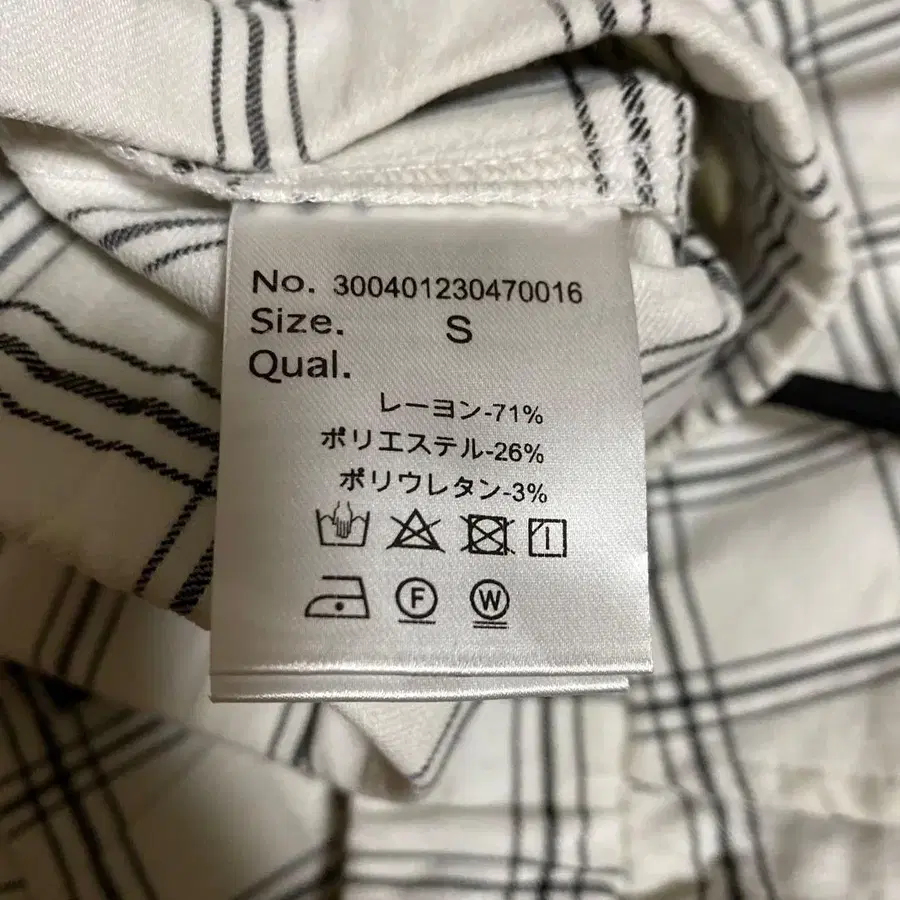 No. 300401230470016
Size. S
Qual.
レーヨン-71%
ポリエステル-26%
ポリウレタン-3%
F W